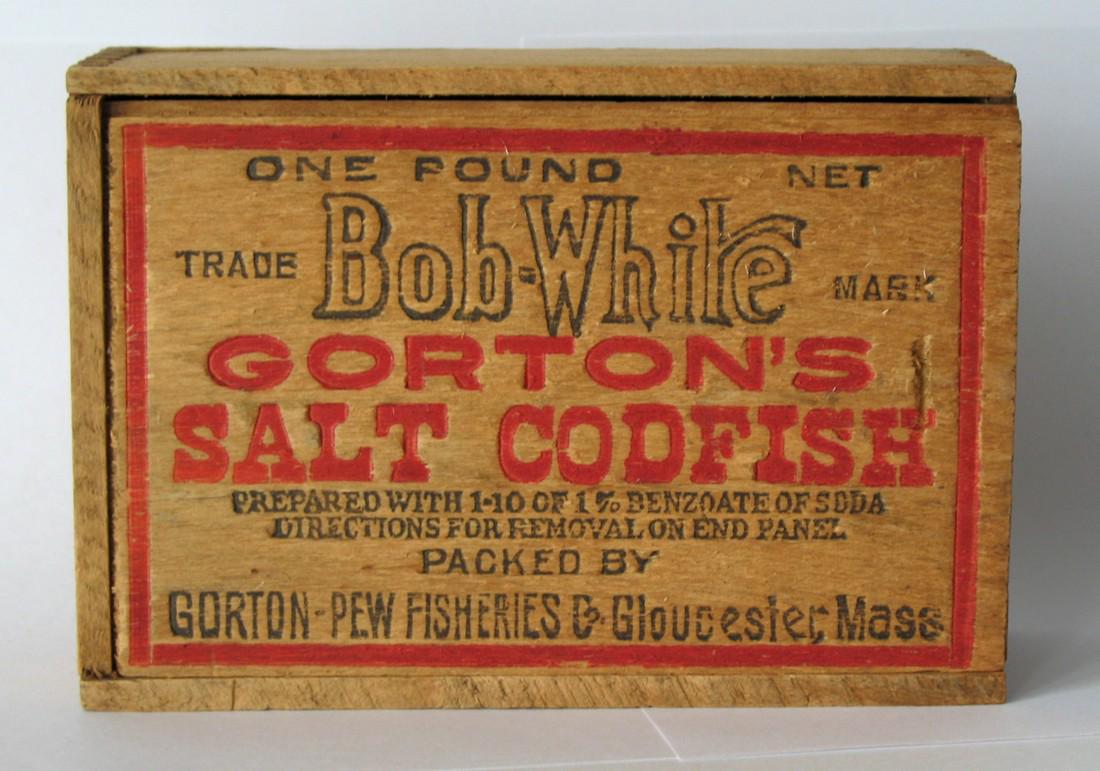 ONE POUND NET
TRADE Bob-White MARK
GORTON'S
SALT CODFISH
PREPARED WITH 1-10 OF 1% BENZOATE OF SODA
DIRECTIONS FOR REMOVAL ON END PANEL
PACKED BY
GORTON-PEW FISHERIES Co. Gloucester, Mass